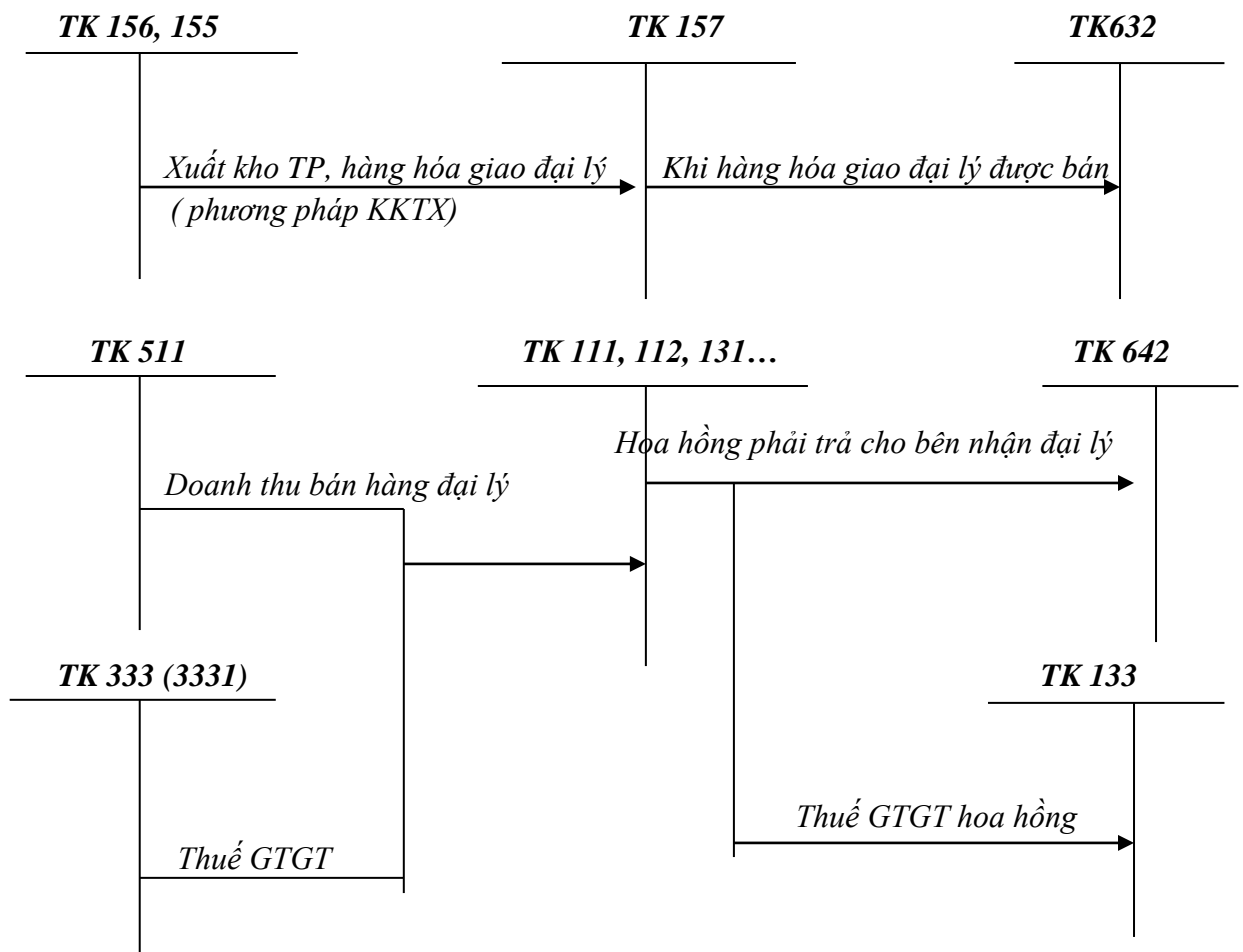 TK 156, 155
TK 157
TK632
Xuất kho TP, hàng hóa giao đại lý
( phương pháp KKTX)
Khi hàng hóa giao đại lý được bán
TK 511
TK 111, 112, 131…
TK 642
Hoa hồng phải trả cho bên nhận đại lý
Doanh thu bán hàng đại lý
TK 333 (3331)
TK 133
Thuế GTGT hoa hồng
Thuế GTGT